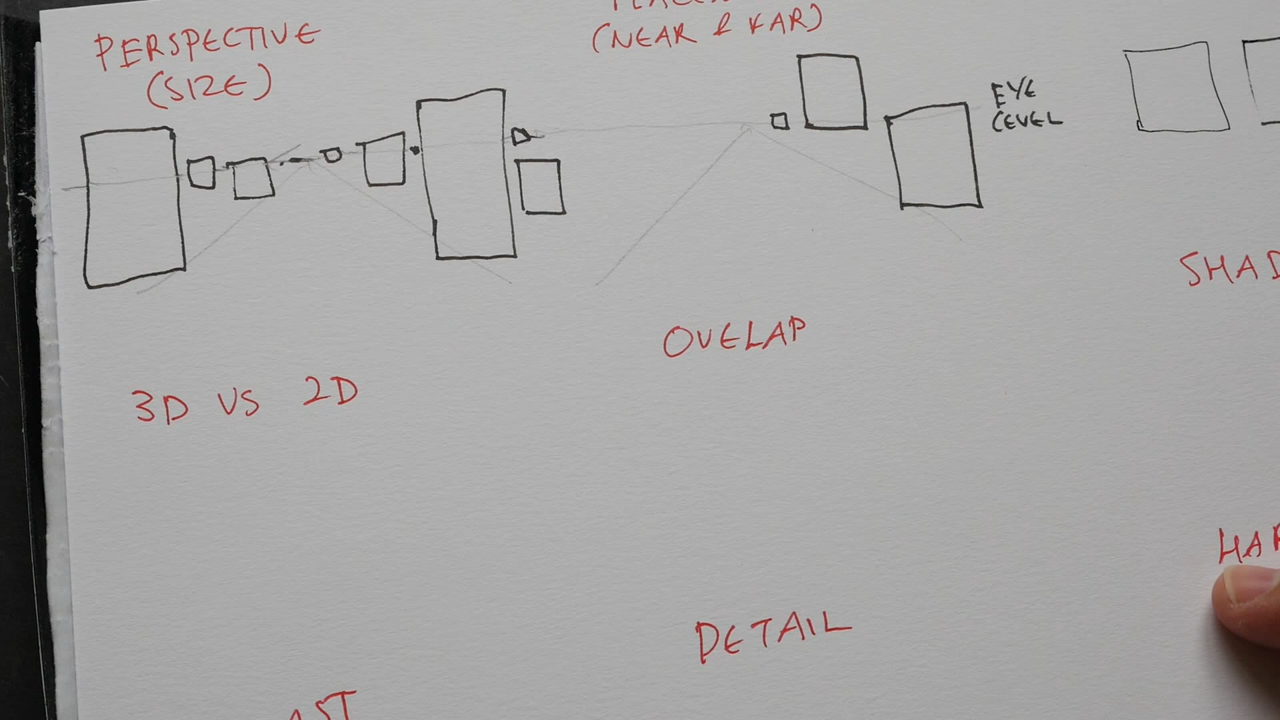 PERSPECTIVE
(SIZE)
(NEAR & FAR)
EYE
LEVEL
OVELAP
3D VS 2D
DETAIL